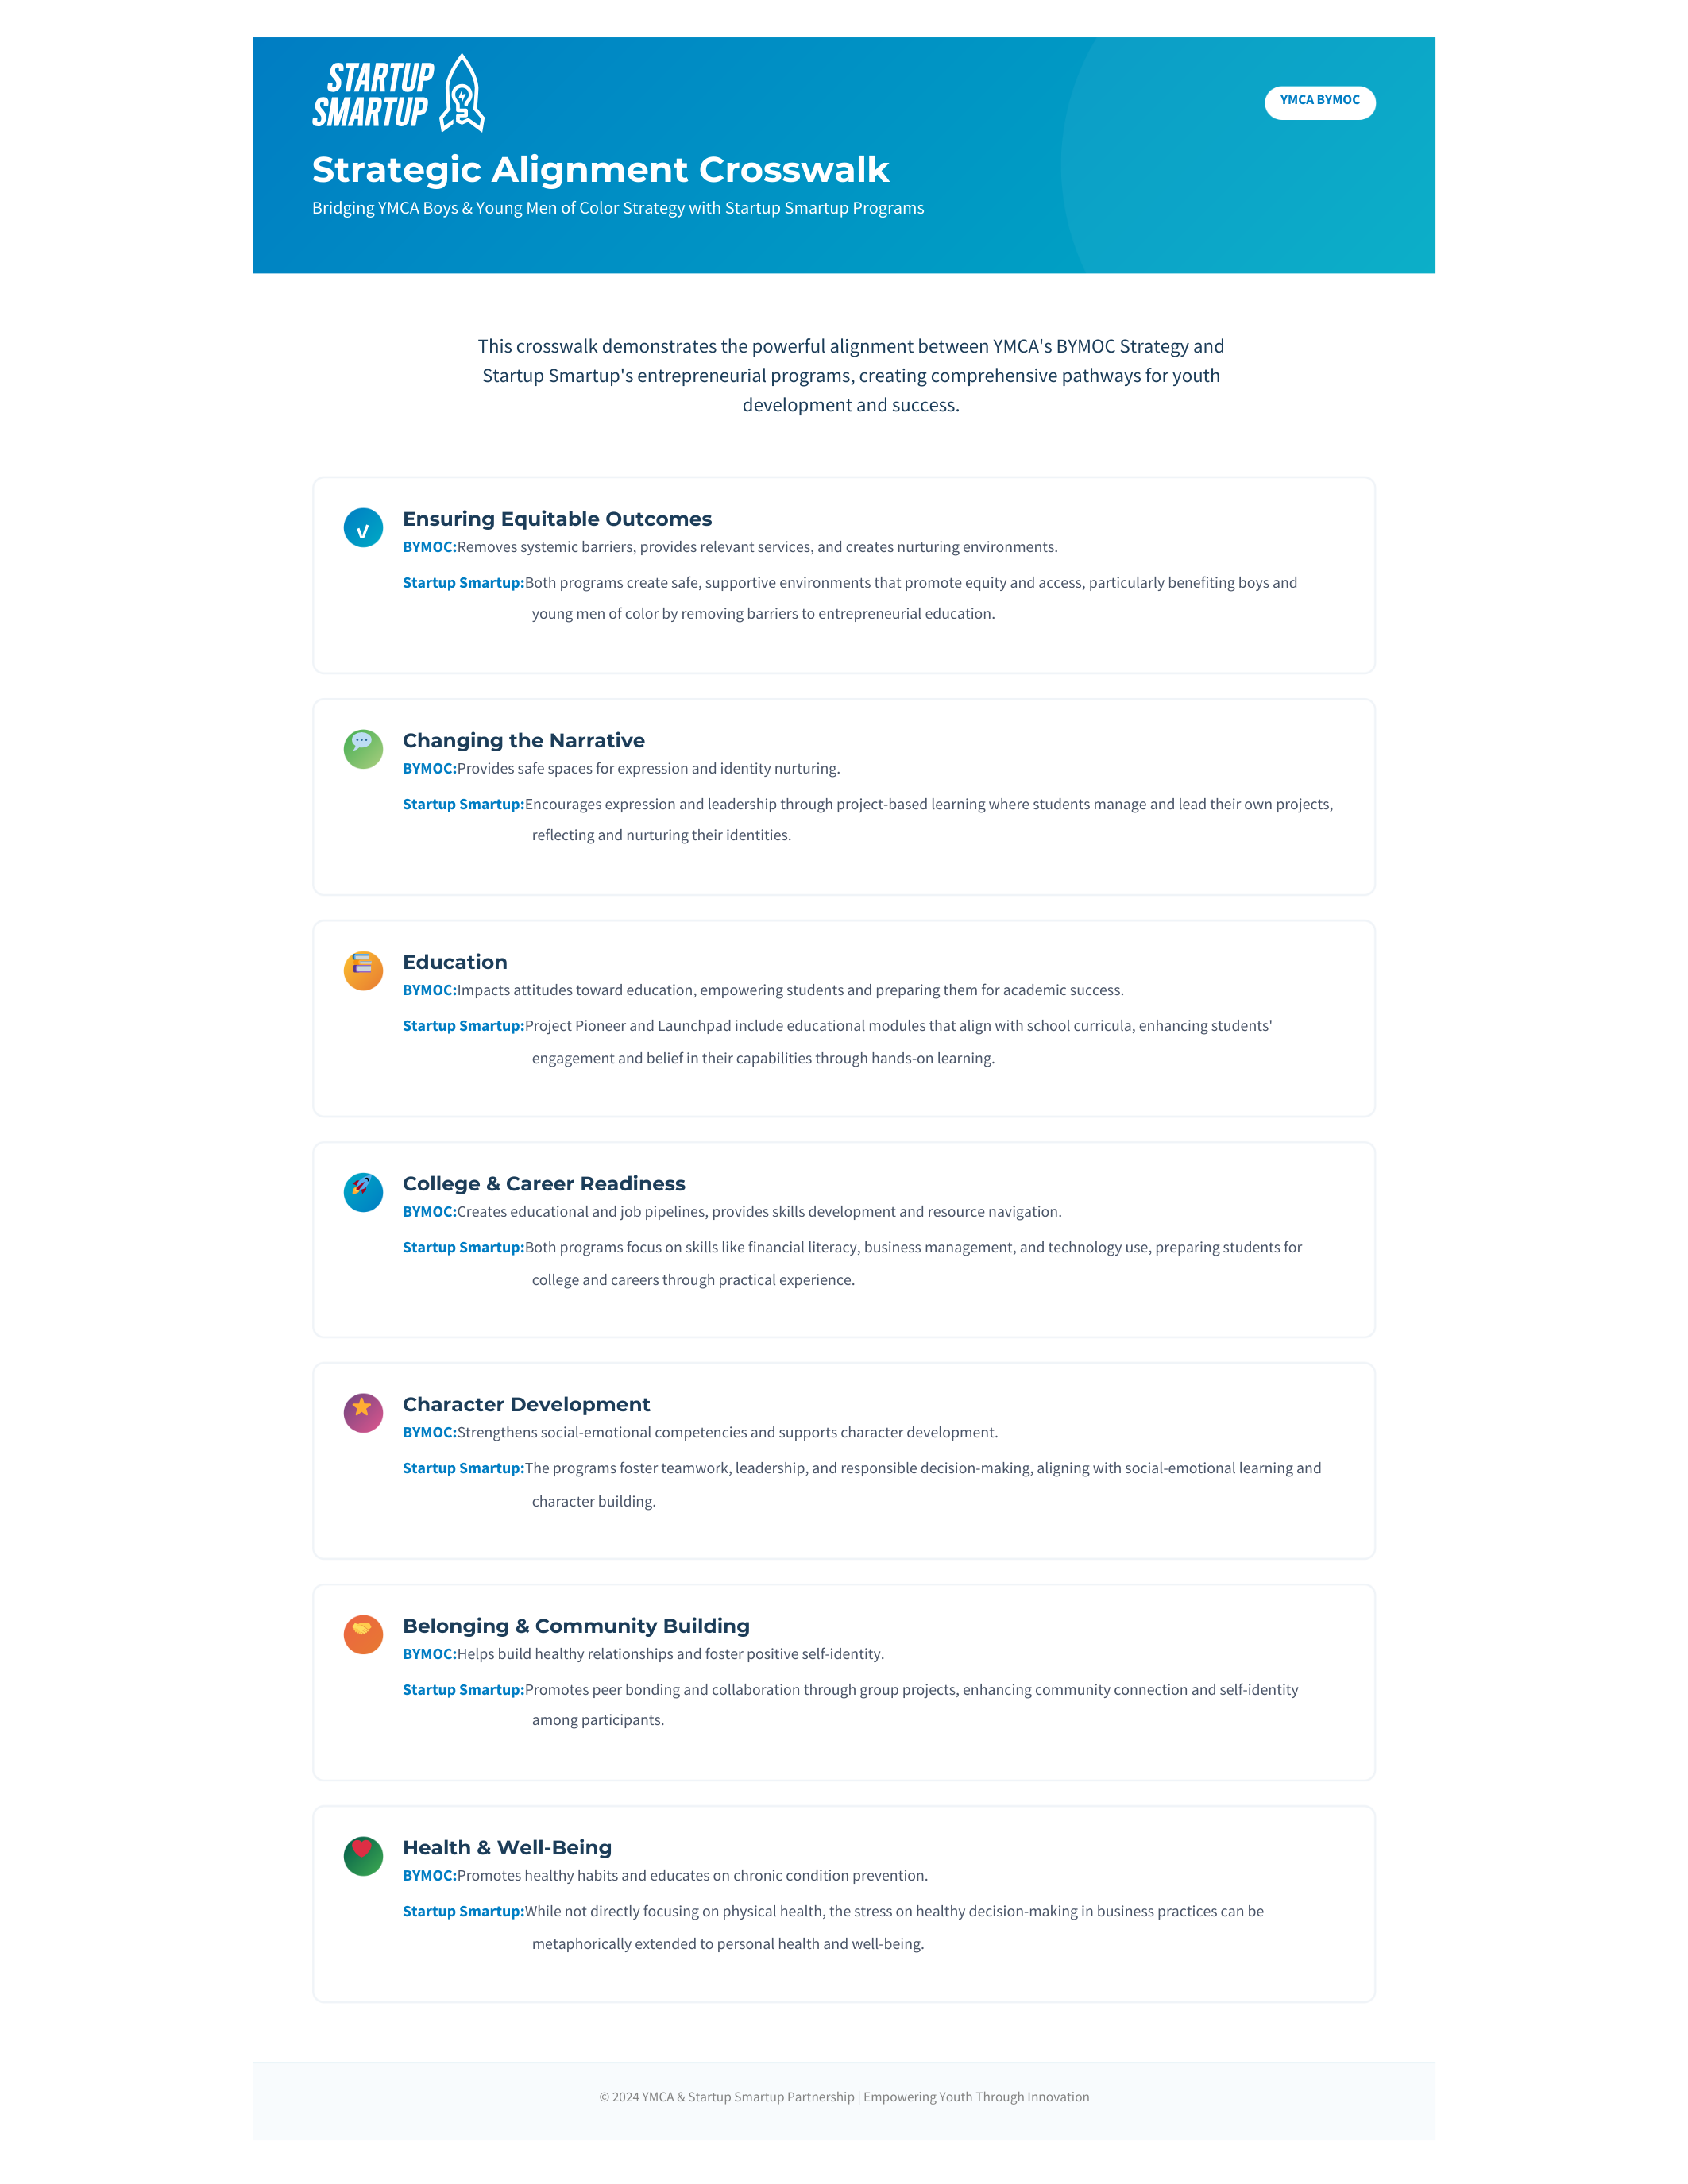 STARTUP
SMARTUP
YMCA BYMOC
Strategic Alignment Crosswalk
Bridging YMCA Boys & Young Men of Color Strategy with Startup Smartup Programs
This crosswalk demonstrates the powerful alignment between YMCA's BYMOC Strategy and
Startup Smartup's entrepreneurial programs, creating comprehensive pathways for youth
development and success.
Ensuring Equitable Outcomes
BYMOC:Removes systemic barriers, provides relevant services, and creates nurturing environments.
Startup Smartup:Both programs create safe, supportive environments that promote equity and access, particularly benefiting boys and
young men of color by removing barriers to entrepreneurial education.
Changing the Narrative
BYMOC:Provides safe spaces for expression and identity nurturing.
Startup Smartup:Encourages expression and leadership through project-based learning where students manage and lead their own projects,
reflecting and nurturing their identities.
Education
BYMOC:Impacts attitudes toward education, empowering students and preparing them for academic success.
Startup Smartup:Project Pioneer and Launchpad include educational modules that align with school curricula, enhancing students'
engagement and belief in their capabilities through hands-on learning.
College & Career Readiness
BYMOC:Creates educational and job pipelines, provides skills development and resource navigation.
Startup Smartup:Both programs focus on skills like financial literacy, business management, and technology use, preparing students for
college and careers through practical experience.
Character Development
BYMOC:Strengthens social-emotional competencies and supports character development.
Startup Smartup:The programs foster teamwork, leadership, and responsible decision-making, aligning with social-emotional learning and
character building.
Belonging & Community Building
BYMOC:Helps build healthy relationships and foster positive self-identity.
Startup Smartup:Promotes peer bonding and collaboration through group projects, enhancing community connection and self-identity
among participants.
Health & Well-Being
BYMOC:Promotes healthy habits and educates on chronic condition prevention.
Startup Smartup:While not directly focusing on physical health, the stress on healthy decision-making in business practices can be
metaphorically extended to personal health and well-being.
© 2024 YMCA & Startup Smartup Partnership | Empowering Youth Through Innovation